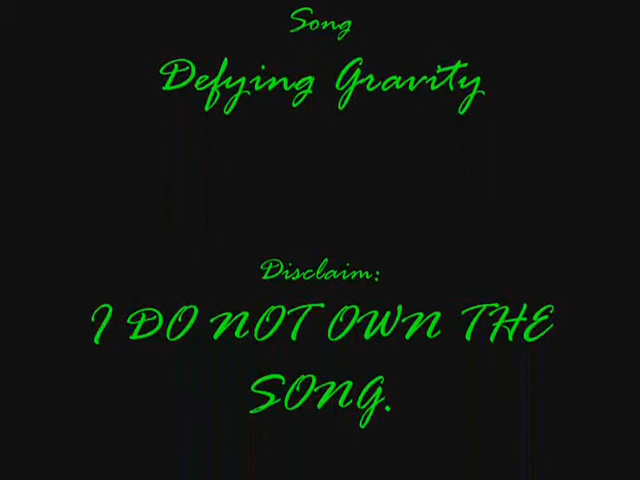 Song
Defying Gravity
Disclaim:
I DO NOT OWN THE
SONG.